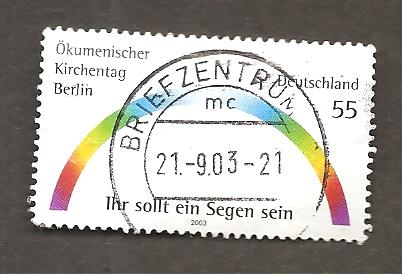 Ökumenischer
Kirchentag
Berlin
Deutschland
55
BRIEFZENTRUM
mc
21.-9.03-21
Ihr sollt ein Segen sein
2003